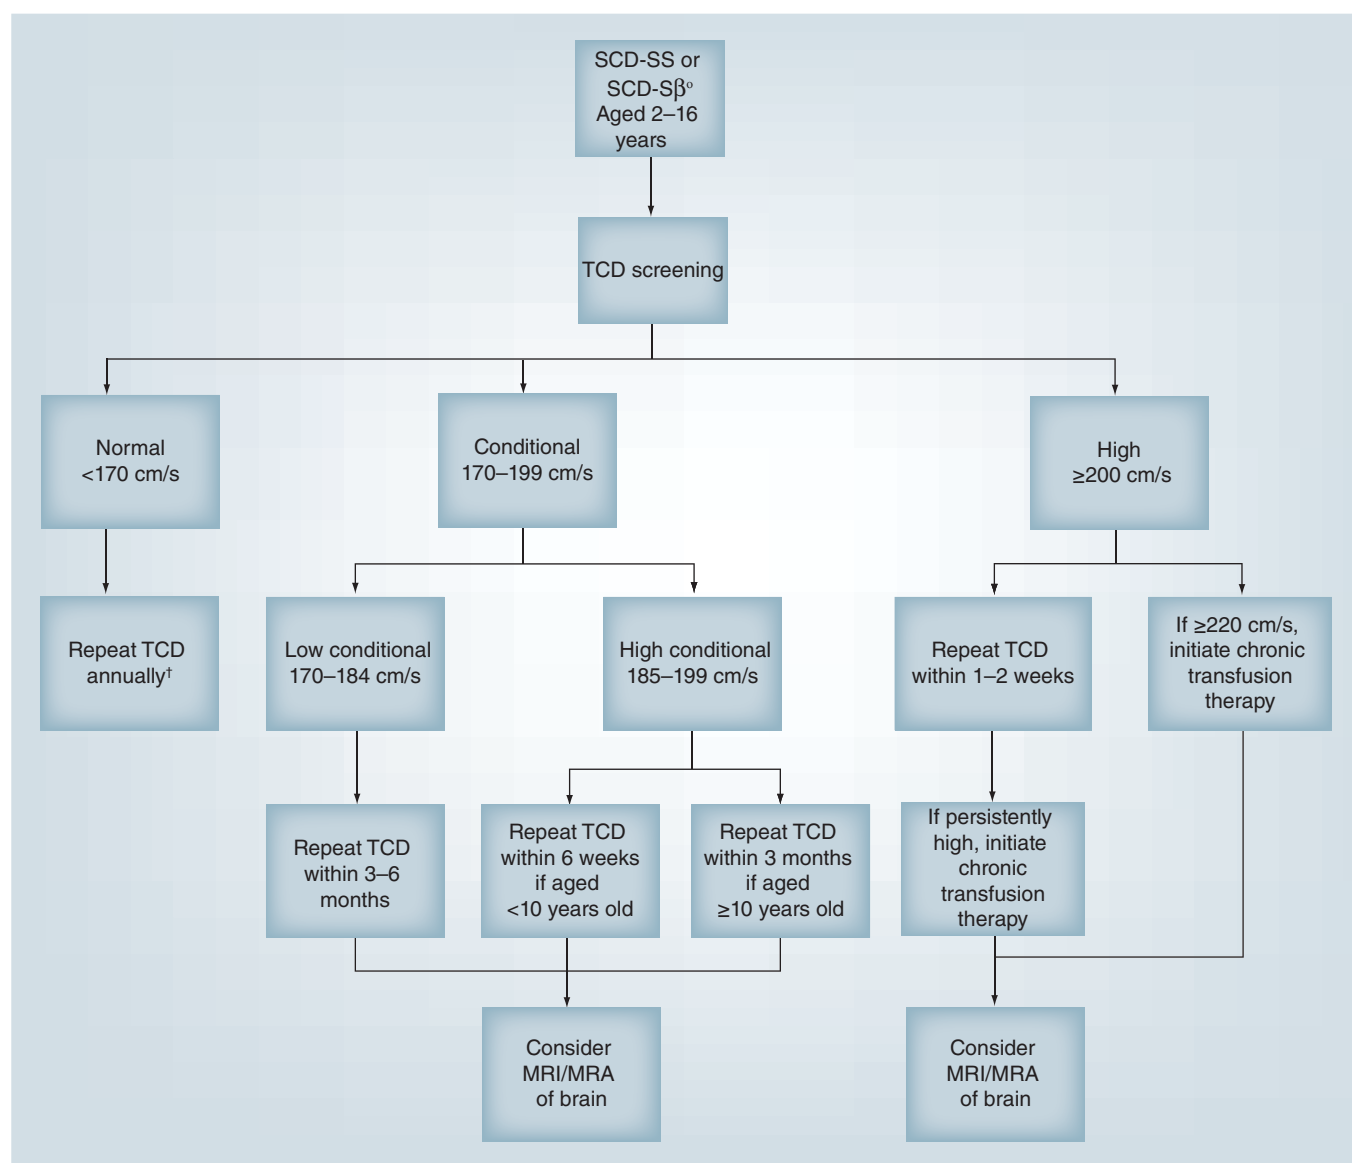 SCD-SS or
SCD-Sβº
Aged 2–16
years
TCD screening
Normal
<170 cm/s
Conditional
170–199 cm/s
High
≥200 cm/s
Repeat TCD
annually†
Low conditional
170–184 cm/s
High conditional
185–199 cm/s
Repeat TCD
within 1–2 weeks
If ≥220 cm/s,
initiate chronic
transfusion
therapy
Repeat TCD
within 3–6
months
Repeat TCD
within 6 weeks
if aged
<10 years old
Repeat TCD
within 3 months
if aged
≥10 years old
If persistently
high, initiate
chronic
transfusion
therapy
Consider
MRI/MRA
of brain
Consider
MRI/MRA
of brain